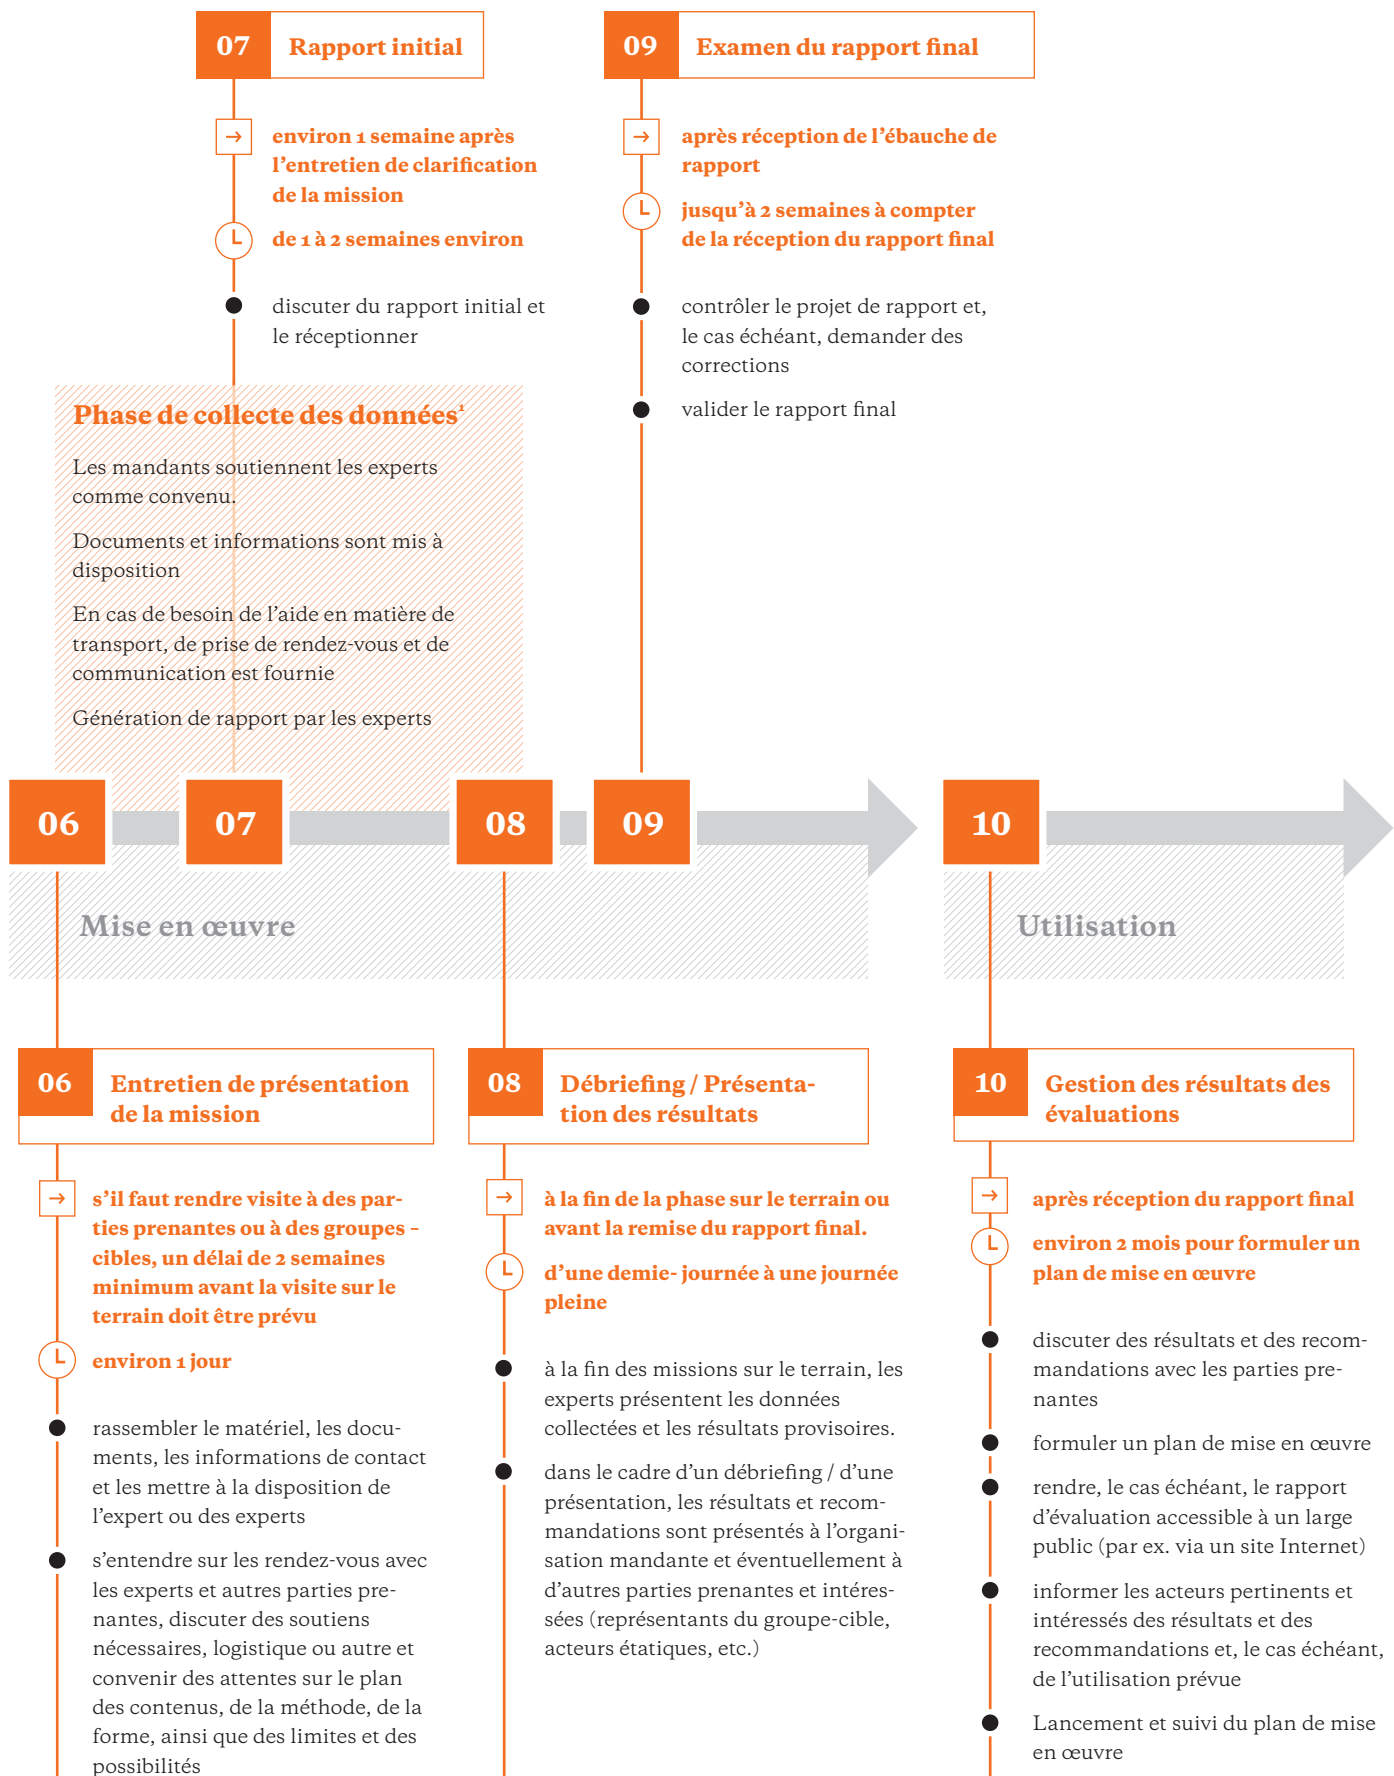 07 Rapport initial
environ 1 semaine après
l’entretien de clarification
de la mission
de 1 à 2 semaines environ
discuter du rapport initial et
le réceptionner
09 Examen du rapport final
après réception de l’ébauche de
rapport
jusqu’à 2 semaines à compter
de la réception du rapport final
contrôler le projet de rapport et,
le cas échéant, demander des
corrections
valider le rapport final
Phase de collecte des données¹
Les mandants soutiennent les experts
comme convenu.
Documents et informations sont mis à
disposition
En cas de besoin de l’aide en matière de
transport, de prise de rendez-vous et de
communication est fournie
Génération de rapport par les experts
06 07 08 09 10
Mise en œuvre
Utilisation
06 Entretien de présentation
de la mission
s’il faut rendre visite à des par-
ties prenantes ou à des groupes –
cibles, un délai de 2 semaines
minimum avant la visite sur le
terrain doit être prévu
environ 1 jour
rassembler le matériel, les docu-
ments, les informations de contact
et les mettre à la disposition de
l’expert ou des experts
s’entendre sur les rendez-vous avec
les experts et autres parties pre-
nantes, discuter des soutiens
nécessaires, logistique ou autre et
convenir des attentes sur le plan
des contenus, de la méthode, de la
forme, ainsi que des limites et des
possibilités
08 Débriefing / Présenta-
tion des résultats
à la fin de la phase sur le terrain ou
avant la remise du rapport final.
d’une demie- journée à une journée
pleine
à la fin des missions sur le terrain, les
experts présentent les données
collectées et les résultats provisoires.
dans le cadre d’un débriefing / d’une
présentation, les résultats et recom-
mandations sont présentés à l’organi-
sation mandante et éventuellement à
d’autres parties prenantes et intéres-
sées (représentants du groupe-cible,
acteurs étatiques, etc.)
10 Gestion des résultats des
évaluations
après réception du rapport final
environ 2 mois pour formuler un
plan de mise en œuvre
discuter des résultats et des recom-
mandations avec les parties pre-
nantes
formuler un plan de mise en œuvre
rendre, le cas échéant, le rapport
d’évaluation accessible à un large
public (par ex. via un site Internet)
informer les acteurs pertinents et
intéressés des résultats et des
recommandations et, le cas échéant,
de l’utilisation prévue
Lancement et suivi du plan de mise
en œuvre